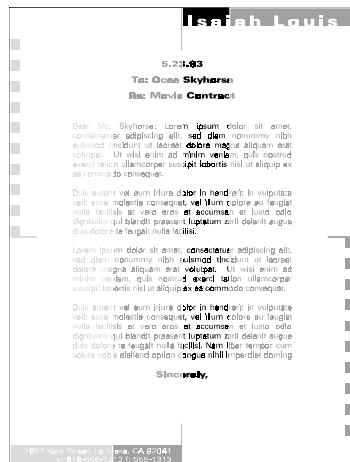 Isaiah Louis
5.23.93
To: Ocea Skyhorse
Re: Movie Contract
Dear Ms. Skyhorse: Lorem ipsum dolor sit amet,
consectetuer adipiscing elit, sed diam nonummy nibh
euismod tincidunt ut laoreet dolore magna aliquam erat
volutpat. Ut wisi enim ad minim veniam, quis nostrud
exerci tation ullamcorper suscipit lobortis nisl ut aliquip ex
ea commodo consequat.
Duis autem vel eum iriure dolor in hendrerit in vulputate
velit esse molestie consequat, vel illum dolore eu feugiat
nulla facilisis at vero eros et accumsan et iusto odio
dignissim qui blandit praesent luptatum zzril delenit augue
duis dolore te feugait nulla facilisi.
Lorem ipsum dolor sit amet, consectetuer adipiscing elit,
sed diam nonummy nibh euismod tincidunt ut laoreet
dolore magna aliquam erat volutpat. Ut wisi enim ad
minim veniam, quis nostrud exerci tation ullamcorper
suscipit lobortis nisl ut aliquip ex ea commodo consequat.
Duis autem vel eum iriure dolor in hendrerit in vulputate
velit esse molestie consequat, vel illum dolore eu feugiat
nulla facilisis at vero eros et accumsan et iusto odio
dignissim qui blandit praesent luptatum zzril delenit augue
duis dolore te feugait nulla facilisi. Nam liber tempor cum
soluta nobis eleifend option congue nihil imperdiet doming
Sincerely,
1857 Your Street, La Mesa, CA 92041